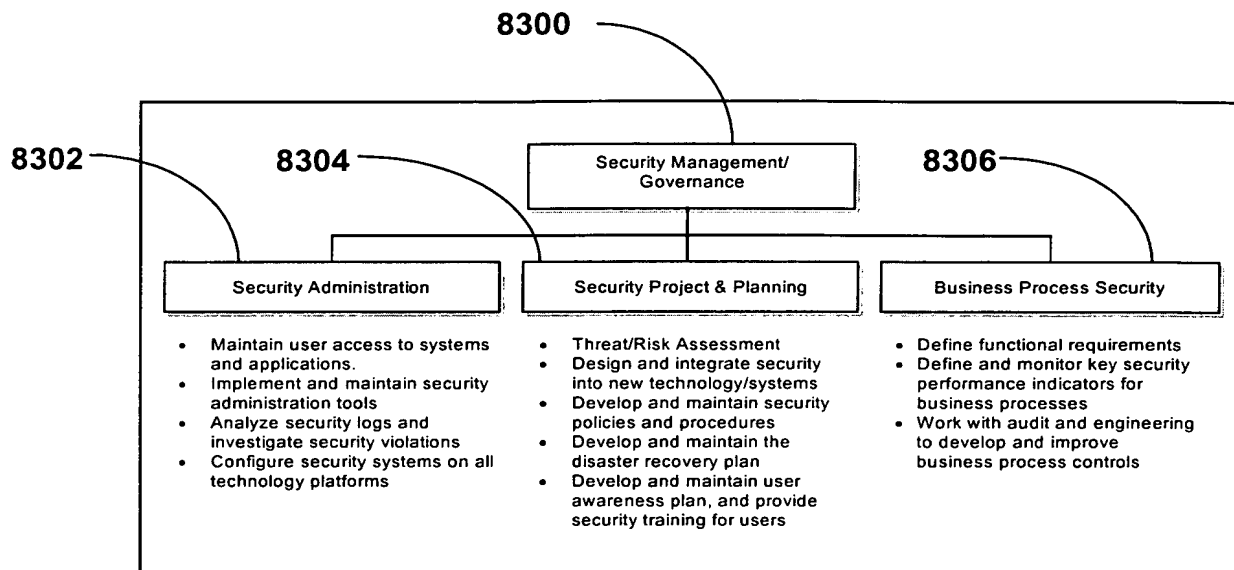 8300
8302
8304
8306
Security Management/
Governance
Security Administration
Security Project & Planning
Business Process Security
• Maintain user access to systems
and applications.
• Implement and maintain security
administration tools
• Analyze security logs and
investigate security violations
• Configure security systems on all
technology platforms
• Threat/Risk Assessment
• Design and integrate security
into new technology/systems
• Develop and maintain security
policies and procedures
• Develop and maintain the
disaster recovery plan
• Develop and maintain user
awareness plan, and provide
security training for users
• Define functional requirements
• Define and monitor key security
performance indicators for
business processes
• Work with audit and engineering
to develop and improve
business process controls